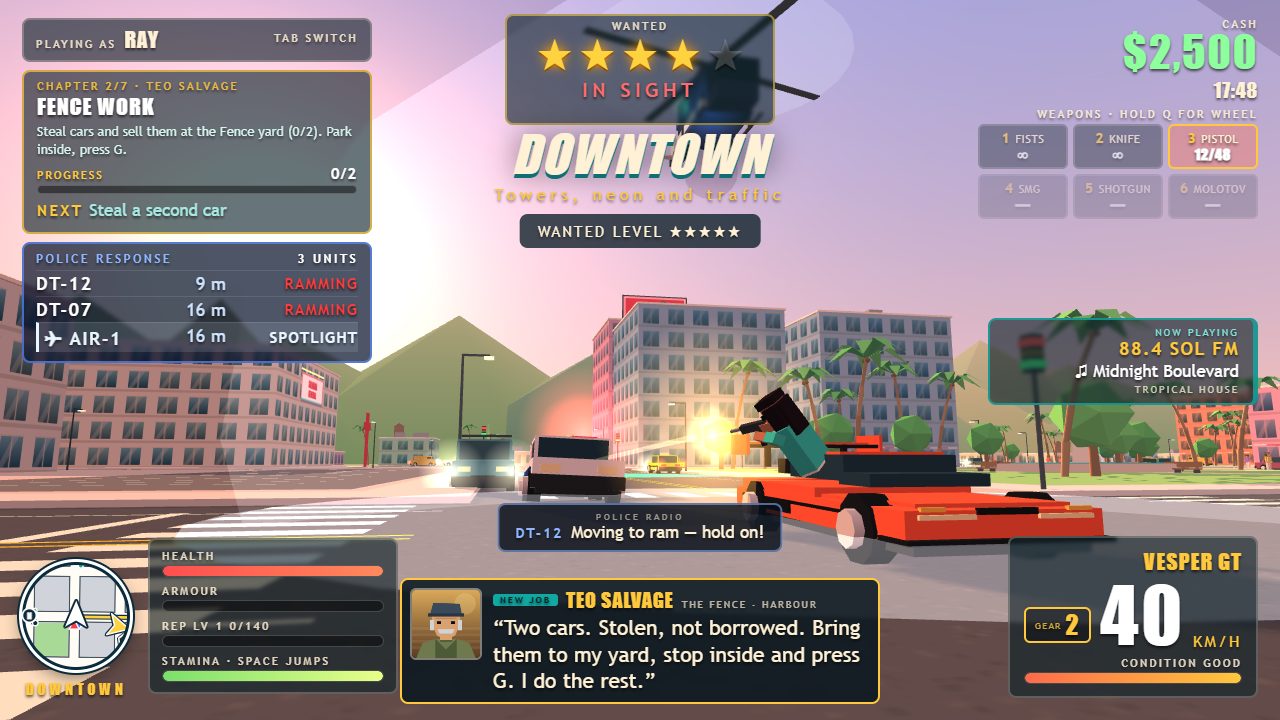 PLAYING AS RAY
TAB SWITCH
CHAPTER 2/7 · TEO SALVAGE
FENCE WORK
Steal cars and sell them at the Fence yard (0/2). Park
inside, press G.
PROGRESS 0/2
NEXT Steal a second car
POLICE RESPONSE 3 UNITS
DT-12 9 m RAMMING
DT-07 16 m RAMMING
AIR-1 16 m SPOTLIGHT
WANTED
IN SIGHT
DOWNTOWN
Towers, neon and traffic
WANTED LEVEL ★★★★★
CASH
$2,500
17:48
WEAPONS · HOLD Q FOR WHEEL
1 FISTS ∞
2 KNIFE ∞
3 PISTOL 12/48
4 SMG —
5 SHOTGUN —
6 MOLOTOV —
NOW PLAYING
88.4 SOL FM
♫ Midnight Boulevard
TROPICAL HOUSE
POLICE RADIO
DT-12 Moving to ram — hold on!
HEALTH
ARMOUR
REP LV 1 0/140
STAMINA · SPACE JUMPS
DOWNTOWN
NEW JOB TEO SALVAGE THE FENCE · HARBOUR
“Two cars. Stolen, not borrowed. Bring
them to my yard, stop inside and press
G. I do the rest.”
VESPER GT
GEAR 2 40 KM/H
CONDITION GOOD